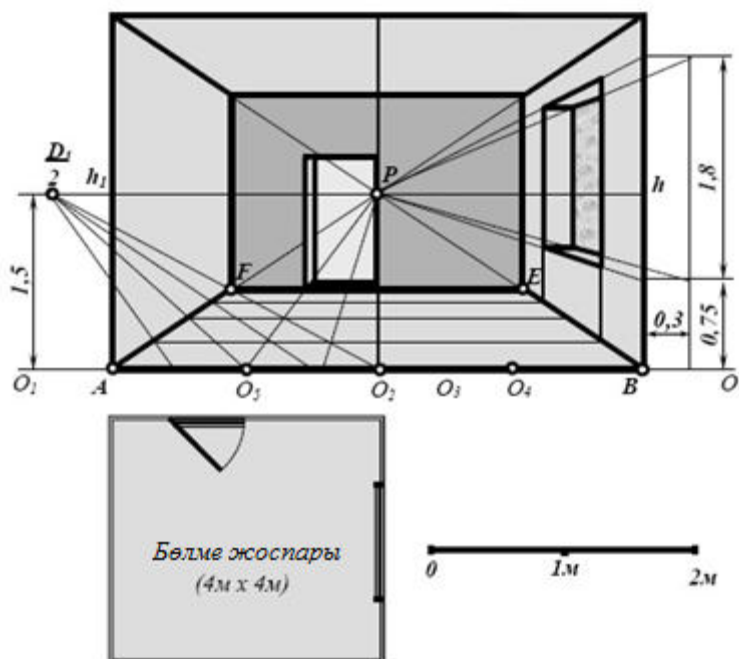 D₁
2
h₁
P
h
1,8
1,5
F
E
0,3
0,75
O₁
A
O₅
O₂
O₃
O₄
B
O
Бөлме жоспары
(4м х 4м)
0
1м
2м